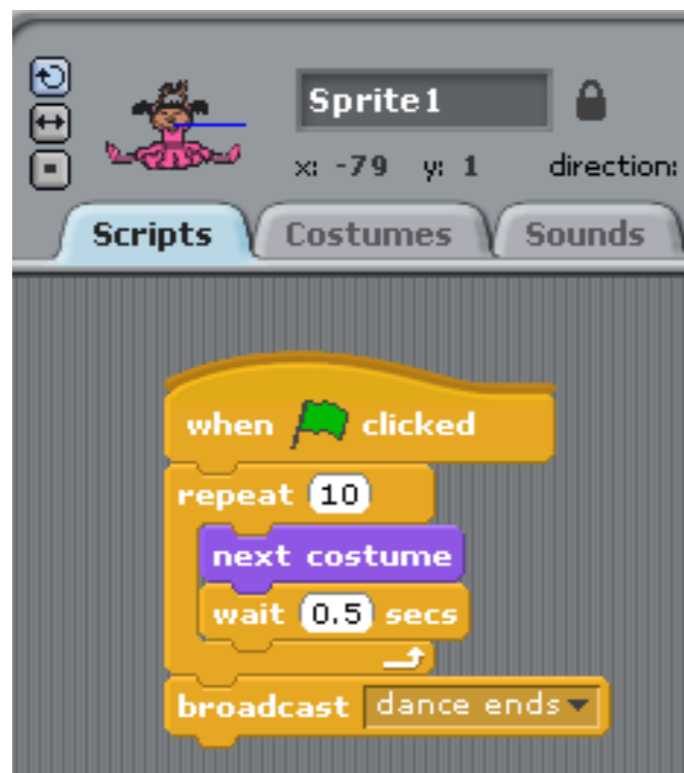 Sprite1
x: -79 y: 1 direction:
Scripts Costumes Sounds
when clicked
repeat 10
next costume
wait 0.5 secs
broadcast dance ends